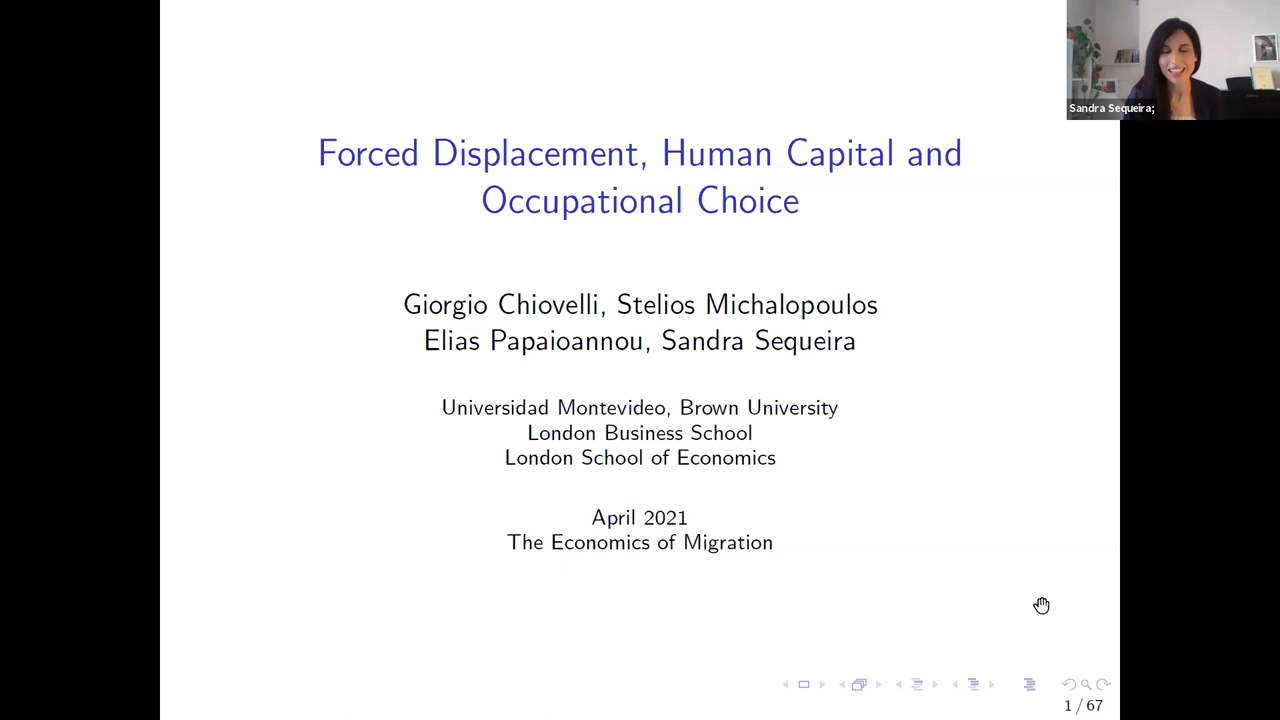 Sandra Sequeira;
Forced Displacement, Human Capital and
Occupational Choice
Giorgio Chiovelli, Stelios Michalopoulos
Elias Papaioannou, Sandra Sequeira
Universidad Montevideo, Brown University
London Business School
London School of Economics
April 2021
The Economics of Migration
1 / 67